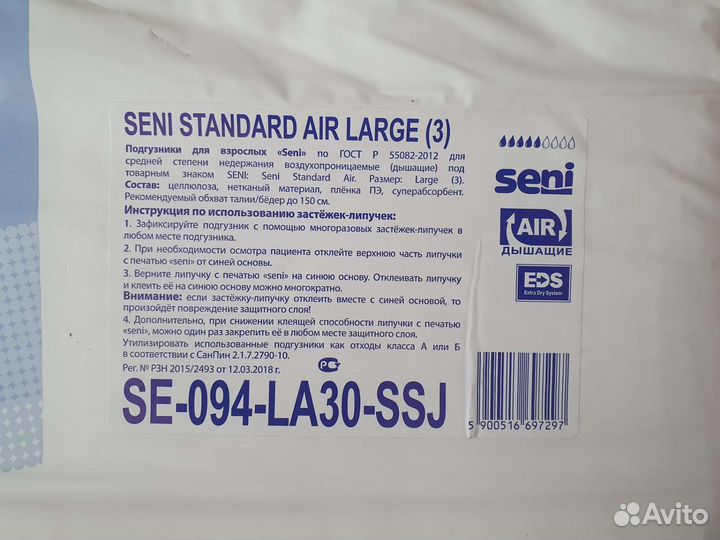 SENI STANDARD AIR LARGE (3)
Подгузники для взрослых «Seni» по ГОСТ Р 55082-2012 для
средней степени недержания воздухопроницаемые (дышащие) под
товарным знаком SENI: Seni Standard Air. Размер: Large (3).
Состав: целлюлоза, нетканый материал, плёнка ПЭ, суперабсорбент.
Рекомендуемый обхват талии/бёдер до 150 см.
Инструкция по использованию застёжек-липучек:
1. Зафиксируйте подгузник с помощью многоразовых застёжек-липучек в
любом месте подгузника.
2. При необходимости осмотра пациента отклейте верхнюю часть липучки
с печатью «seni» от синей основы.
3. Верните липучку с печатью «seni» на синюю основу. Отклеивать липучку
и клеить её на синюю основу можно многократно.
Внимание: если застёжку-липучку отклеить вместе с синей основой, то
произойдёт повреждение защитного слоя!
4. Дополнительно, при снижении клеящей способности липучки с печатью
«seni», можно один раз закрепить её в любом месте защитного слоя.
Утилизировать использованные подгузники как отходы класса А или Б
в соответствии с СанПин 2.1.7.2790-10.
Рег. № РЗН 2015/2493 от 12.03.2018 г.
SE-094-LA30-SSJ
seni
AIR
ДЫШАЩИЕ
EDS
Extra Dry System
5 900516 697297
Avito